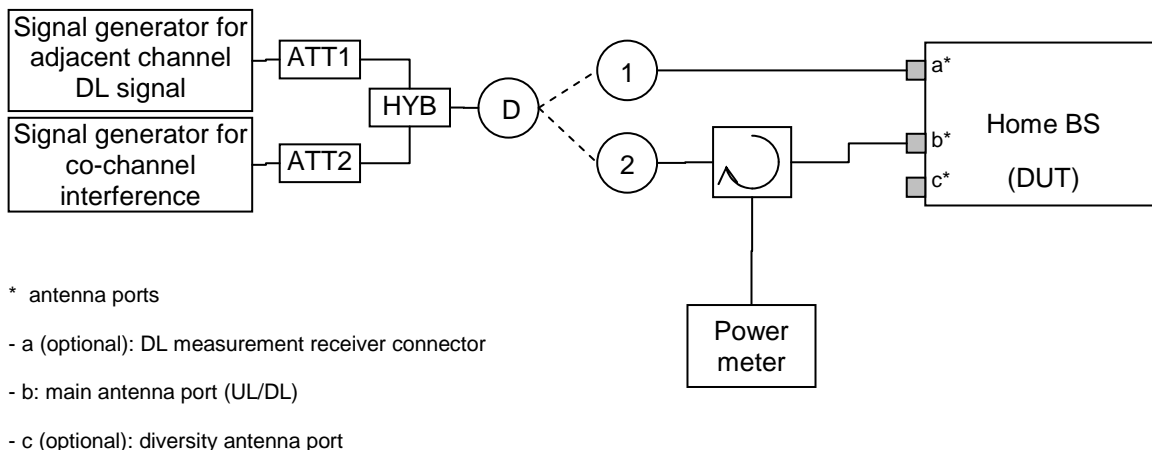 Signal generator for
adjacent channel
DL signal
ATT1
HYB
D
1
2
Signal generator for
co-channel
interference
ATT2
a*
b*
c*
Home BS
(DUT)
Power
meter
* antenna ports
- a (optional): DL measurement receiver connector
- b: main antenna port (UL/DL)
- c (optional): diversity antenna port